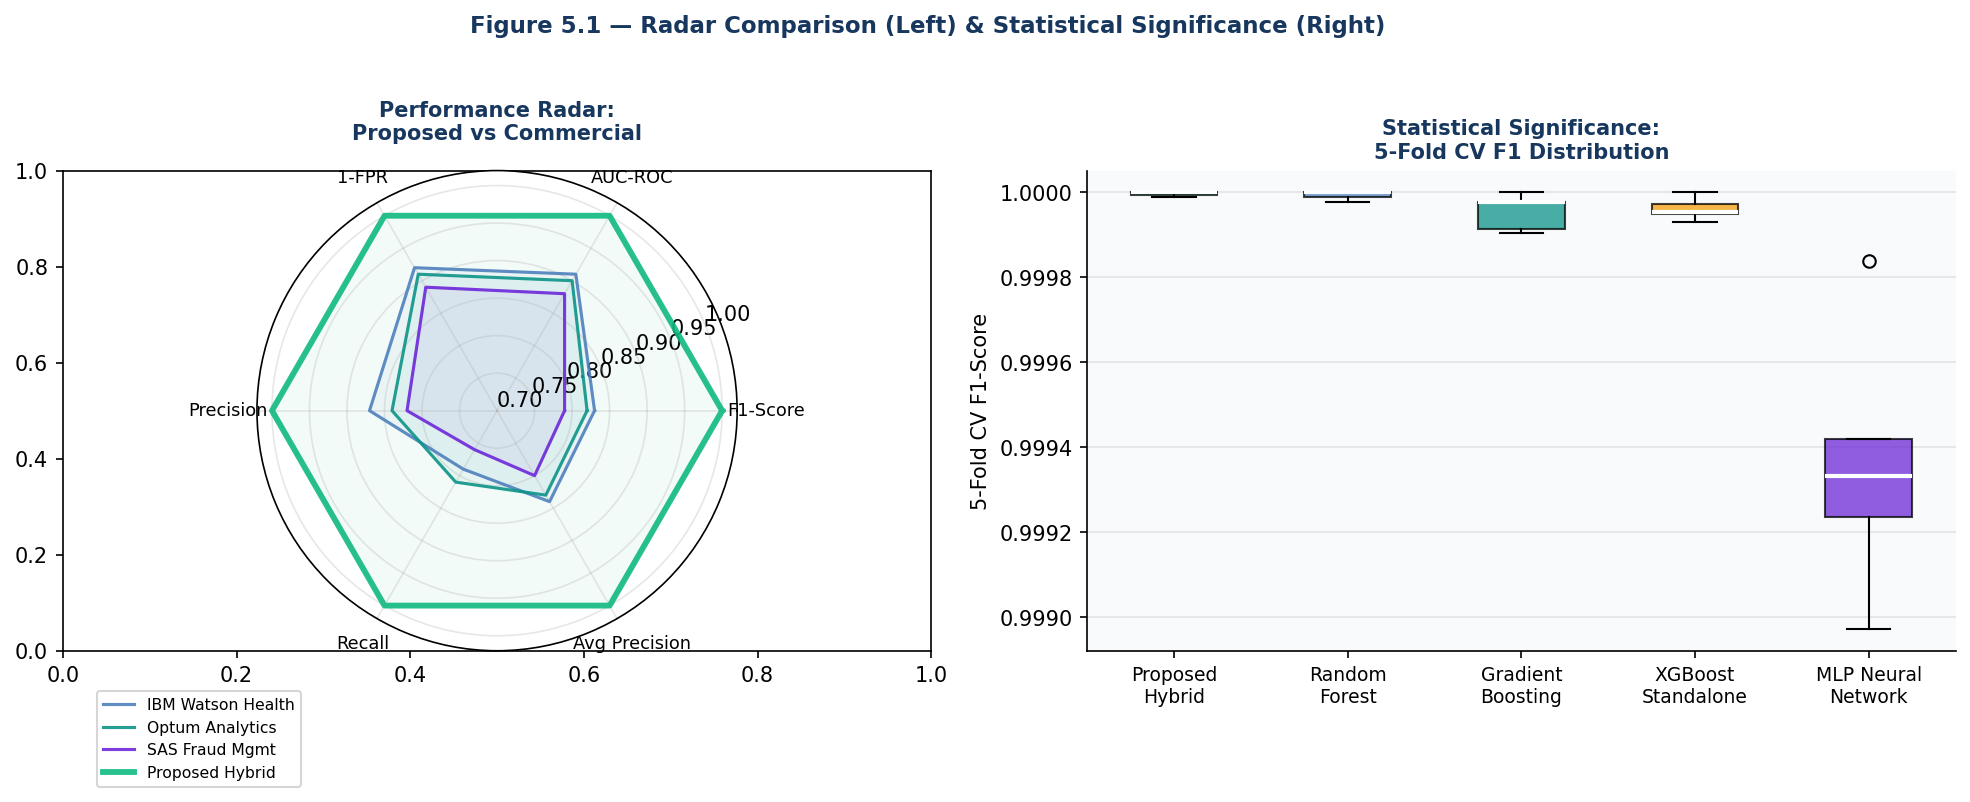 Figure 5.1 — Radar Comparison (Left) & Statistical Significance (Right)
Performance Radar:
Proposed vs Commercial
1.0
0.8
0.6
0.4
0.2
0.0
0.0
0.2
0.4
0.6
0.8
1.0
1-FPR
AUC-ROC
Precision
F1-Score
Recall
Avg Precision
1.00
0.95
0.90
0.85
0.80
0.75
0.70
IBM Watson Health
Optum Analytics
SAS Fraud Mgmt
Proposed Hybrid
Statistical Significance:
5-Fold CV F1 Distribution
5-Fold CV F1-Score
1.0000
0.9998
0.9996
0.9994
0.9992
0.9990
Proposed
Hybrid
Random
Forest
Gradient
Boosting
XGBoost
Standalone
MLP Neural
Network